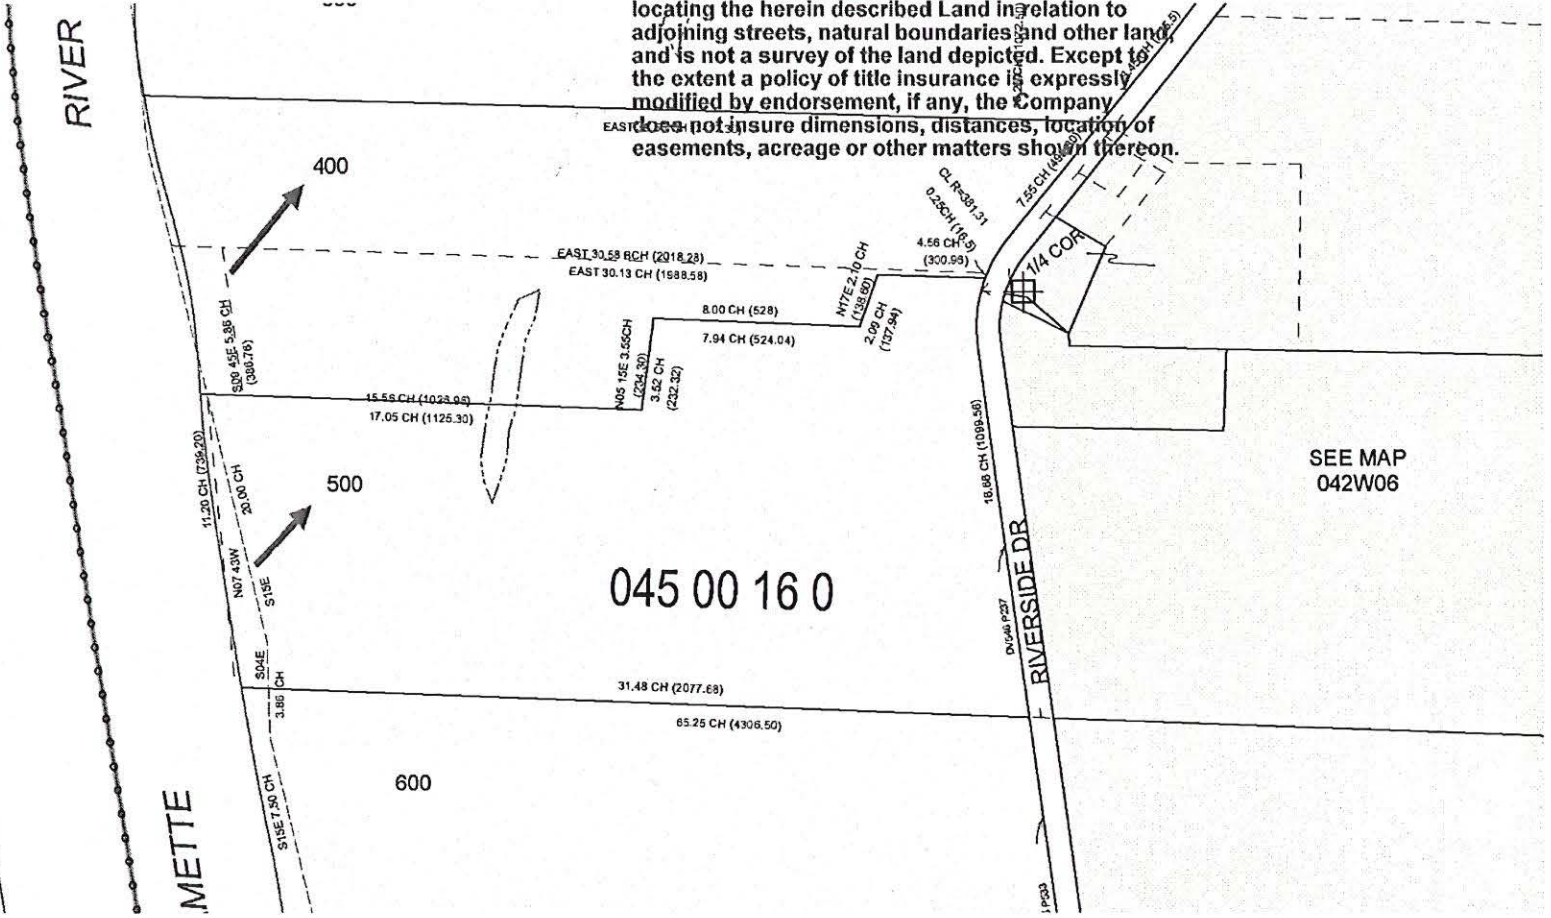 locating the herein described Land in relation to
adjoining streets, natural boundaries and other land,
and is not a survey of the land depicted. Except to
the extent a policy of title insurance is expressly
modified by endorsement, if any, the Company
does not insure dimensions, distances, location of
easements, acreage or other matters shown thereon.
RIVER
EAST
400
7.55 CH
CL R=381.31
0.25CH (16.5)
4.56 CH
(300.96)
1/4 COR
EAST 30.58 BCH (2018.28)
EAST 30.13 CH (1988.58)
N17E 2.10 CH
(138.60)
2.09 CH
(137.94)
8.00 CH (528)
7.94 CH (524.04)
S09 45E 5.86 CH
(386.76)
N05 15E 3.55CH
(234.30)
3.52 CH
(232.32)
15.56 CH (1026.96)
17.05 CH (1125.30)
11.20 CH (739.20)
20.00 CH
500
16.66 CH (1099.56)
SEE MAP
042W06
N07 43W
S15E
045 00 16 0
RIVERSIDE DR
DV546 P237
S04E
3.86 CH
31.48 CH (2077.68)
65.25 CH (4306.50)
600
S15E 7.50 CH
METTE
P533